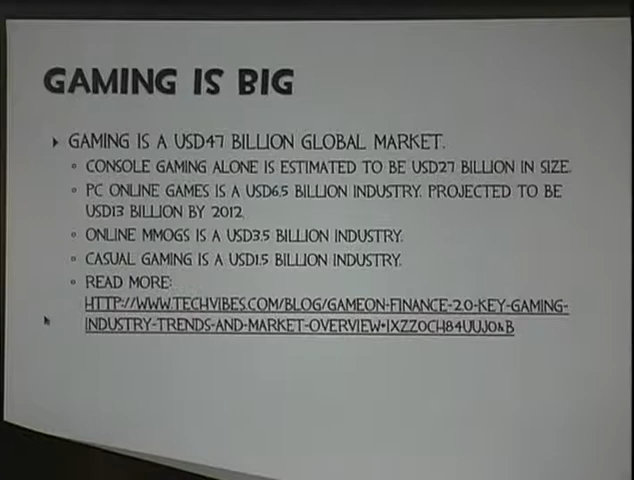 GAMING IS BIG
GAMING IS A USD47 BILLION GLOBAL MARKET.
CONSOLE GAMING ALONE IS ESTIMATED TO BE USD27 BILLION IN SIZE.
PC ONLINE GAMES IS A USD6.5 BILLION INDUSTRY. PROJECTED TO BE
USD13 BILLION BY 2012.
ONLINE MMOGS IS A USD3.5 BILLION INDUSTRY.
CASUAL GAMING IS A USD1.5 BILLION INDUSTRY.
READ MORE:
HTTP://WWW.TECHVIBES.COM/BLOG/GAMEON-FINANCE-2.0-KEY-GAMING-
INDUSTRY-TRENDS-AND-MARKET-OVERVIEW